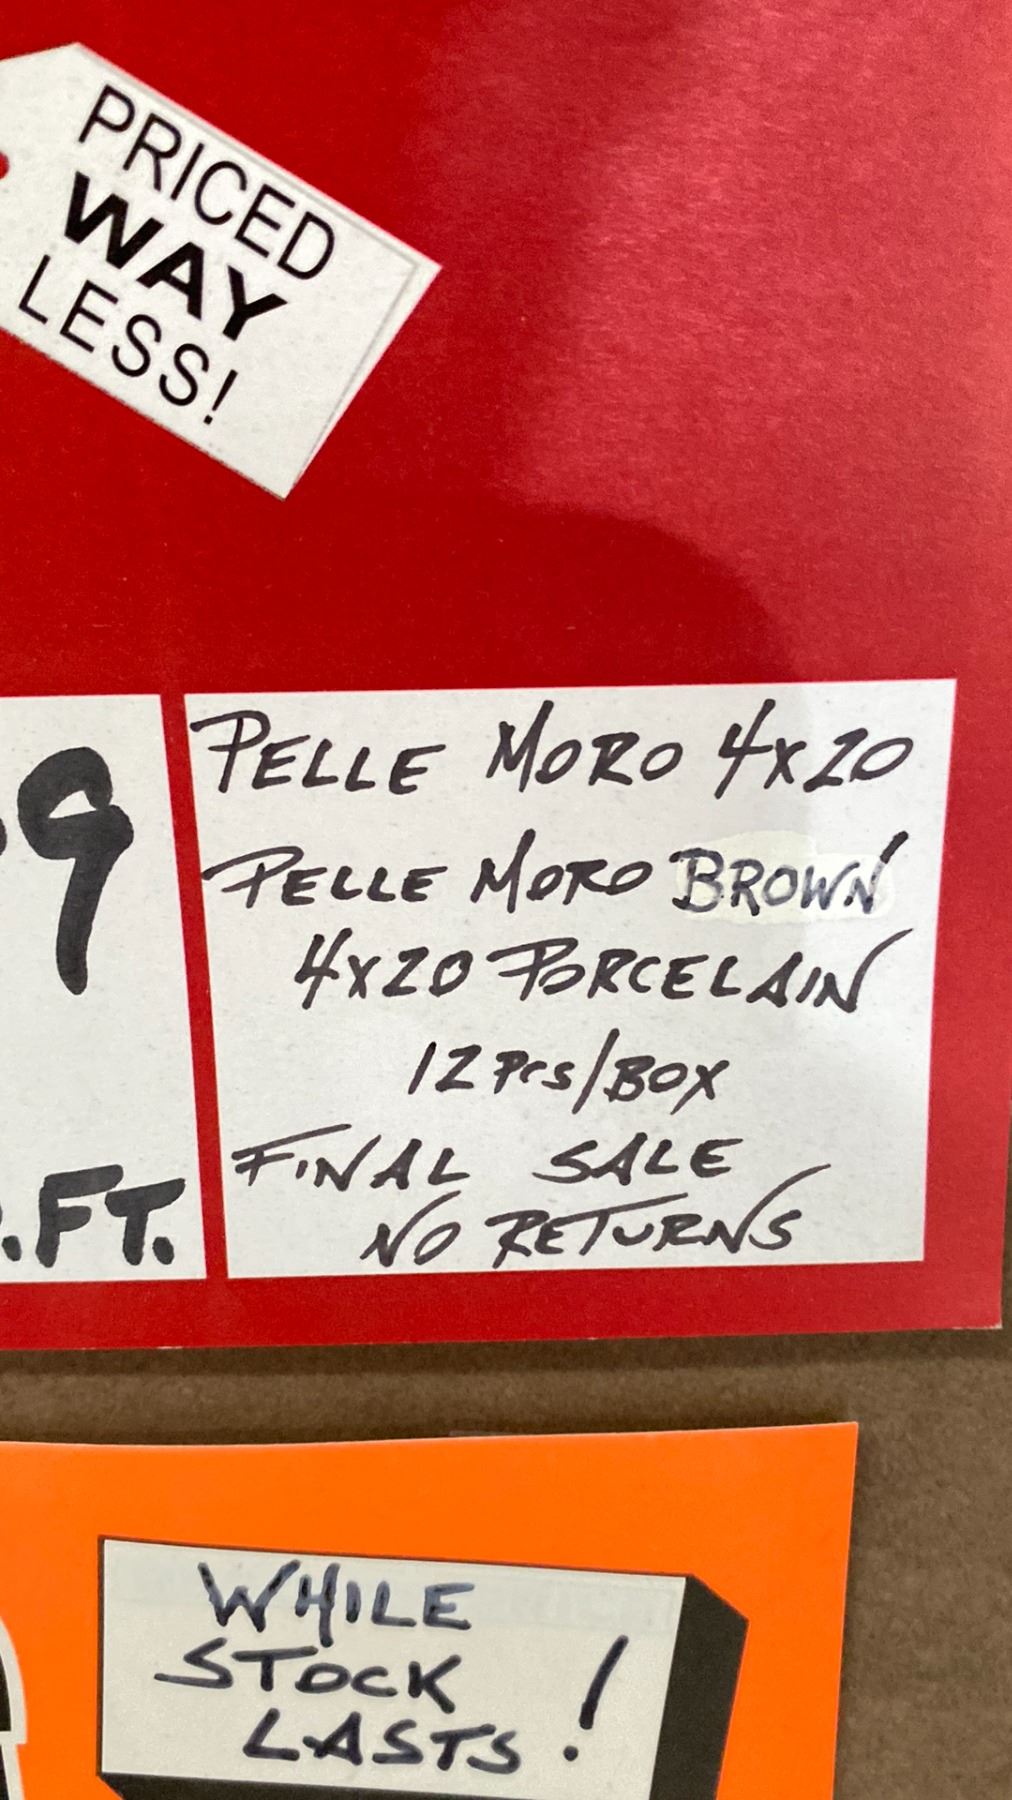 PRICED
WAY
LESS!
9
.FT.
PELLE MORO 4x20
PELLE MORO BROWN
4x20 PORCELAIN
12 Pcs/BOX
FINAL SALE
NO RETURNS
WHILE
STOCK
LASTS!